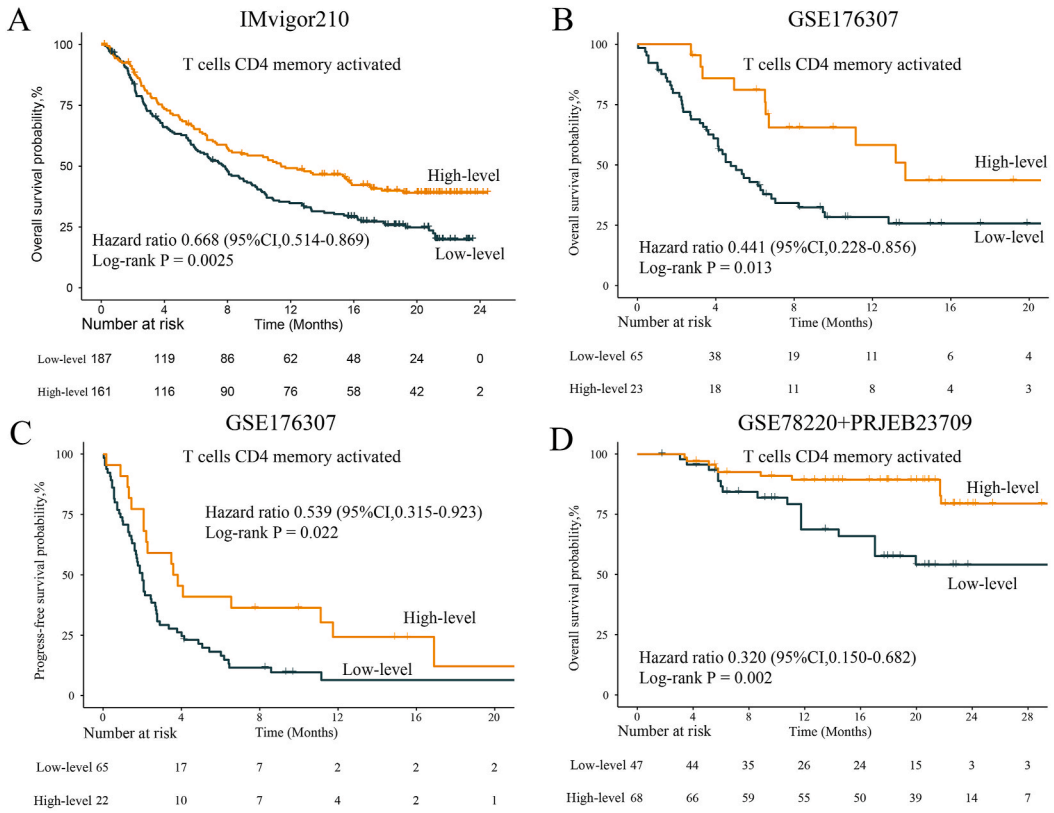 A
IMvigor210
T cells CD4 memory activated
Overall survival probability,%
100
75
50
25
0
High-level
Low-level
Hazard ratio 0.668 (95%CI,0.514-0.869)
Log-rank P = 0.0025
0 4 8 12 16 20 24
Number at risk
Time (Months)
Low-level 187 119 86 62 48 24 0
High-level 161 116 90 76 58 42 2
B
GSE176307
T cells CD4 memory activated
Overall survival probability,%
100
75
50
25
0
High-level
Low-level
Hazard ratio 0.441 (95%CI,0.228-0.856)
Log-rank P = 0.013
0 4 8 12 16 20
Number at risk
Time (Months)
Low-level 65 38 19 11 6 4
High-level 23 18 11 8 4 3
C
GSE176307
T cells CD4 memory activated
Progress-free survival probability,%
100
75
50
25
0
Hazard ratio 0.539 (95%CI,0.315-0.923)
Log-rank P = 0.022
High-level
Low-level
0 4 8 12 16 20
Number at risk
Time (Months)
Low-level 65 17 7 2 2 2
High-level 22 10 7 4 2 1
D
GSE78220+PRJEB23709
T cells CD4 memory activated
Overall survival probability,%
100
75
50
25
0
High-level
Low-level
Hazard ratio 0.320 (95%CI,0.150-0.682)
Log-rank P = 0.002
0 4 8 12 16 20 24 28
Number at risk
Time (Months)
Low-level 47 44 35 26 24 15 3 3
High-level 68 66 59 55 50 39 14 7